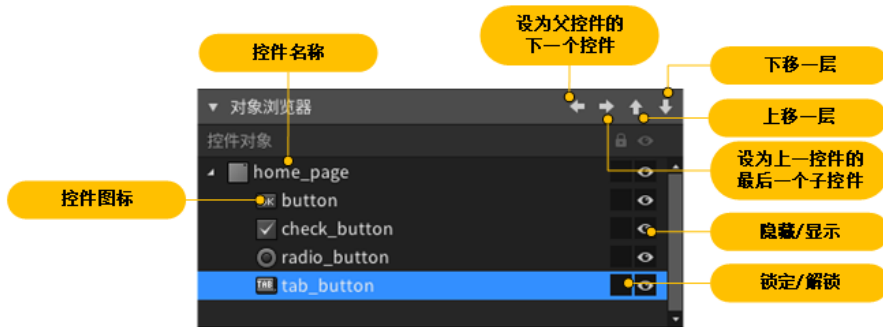 设为父控件的
下一个控件
控件名称
下移一层
对象浏览器
上移一层
控件对象
设为上一控件的
最后一个子控件
home_page
控件图标
OK
button
check_button
隐藏/显示
radio_button
TAB
tab_button
锁定/解锁